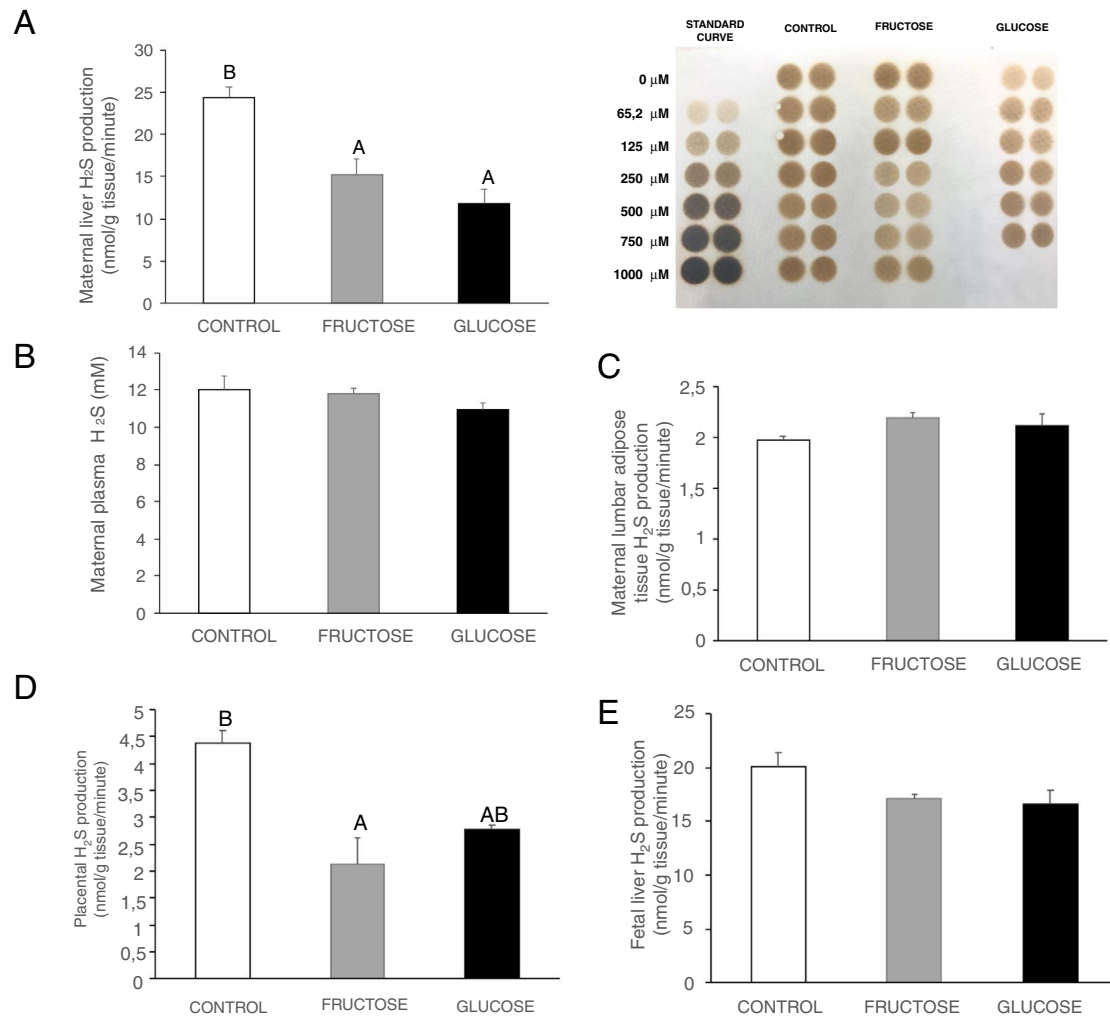 A
Maternal liver H₂S production
(nmol/g tissue/minute)
30
25
20
15
10
5
0
B
A
A
CONTROL FRUCTOSE GLUCOSE
STANDARD
CURVE
CONTROL
FRUCTOSE
GLUCOSE
0 µM
65,2 µM
125 µM
250 µM
500 µM
750 µM
1000 µM
B
Maternal plasma H ₂S (mM)
14
12
10
8
6
4
2
0
CONTROL FRUCTOSE GLUCOSE
C
Maternal lumbar adipose
tissue H₂S production
(nmol/g tissue/minute)
2,5
2
1,5
1
0,5
0
CONTROL FRUCTOSE GLUCOSE
D
Placental H₂S production
(nmol/g tissue/minute)
5
4,5
4
3,5
3
2,5
2
1,5
1
0,5
0
B
A
AB
CONTROL FRUCTOSE GLUCOSE
E
Fetal liver H₂S production
(nmol/g tissue/minute)
25
20
15
10
5
0
CONTROL FRUCTOSE GLUCOSE